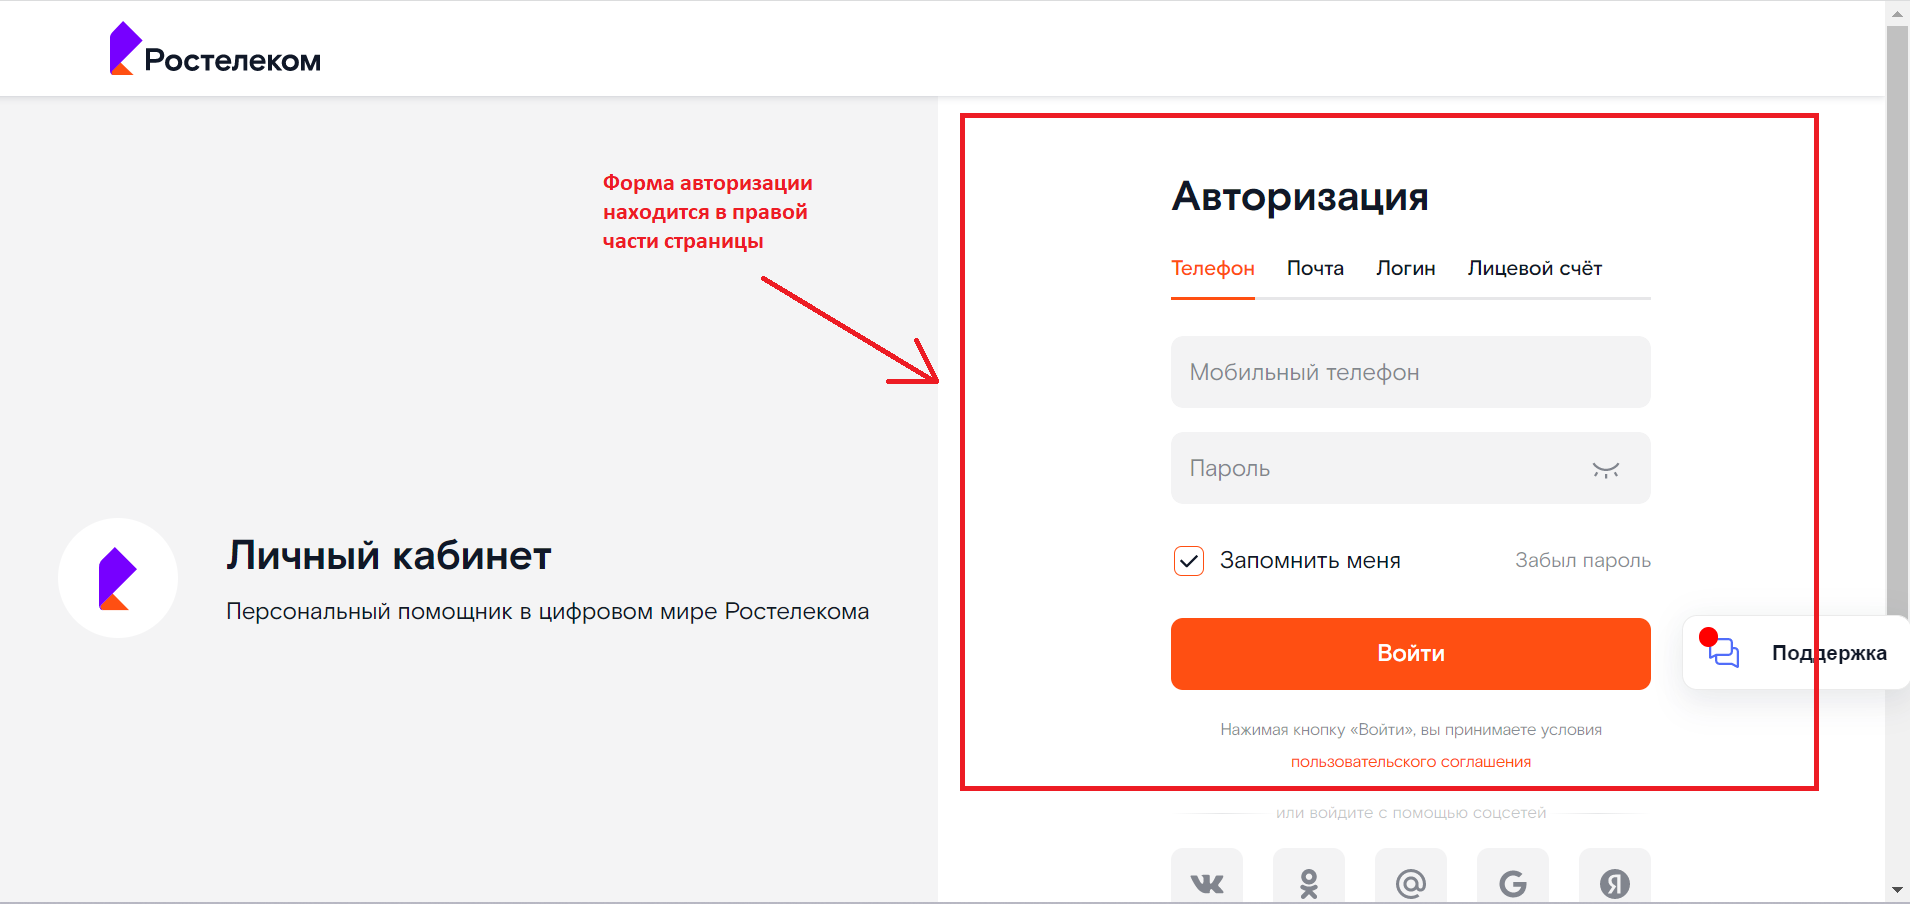 Ростелеком
Форма авторизации
находится в правой
части страницы
Личный кабинет
Персональный помощник в цифровом мире Ростелекома
Авторизация
Телефон Почта Логин Лицевой счёт
Мобильный телефон
Пароль
Запомнить меня Забыл пароль
Войти
Поддержка
Нажимая кнопку «Войти», вы принимаете условия
пользовательского соглашения
или войдите с помощью соцсетей